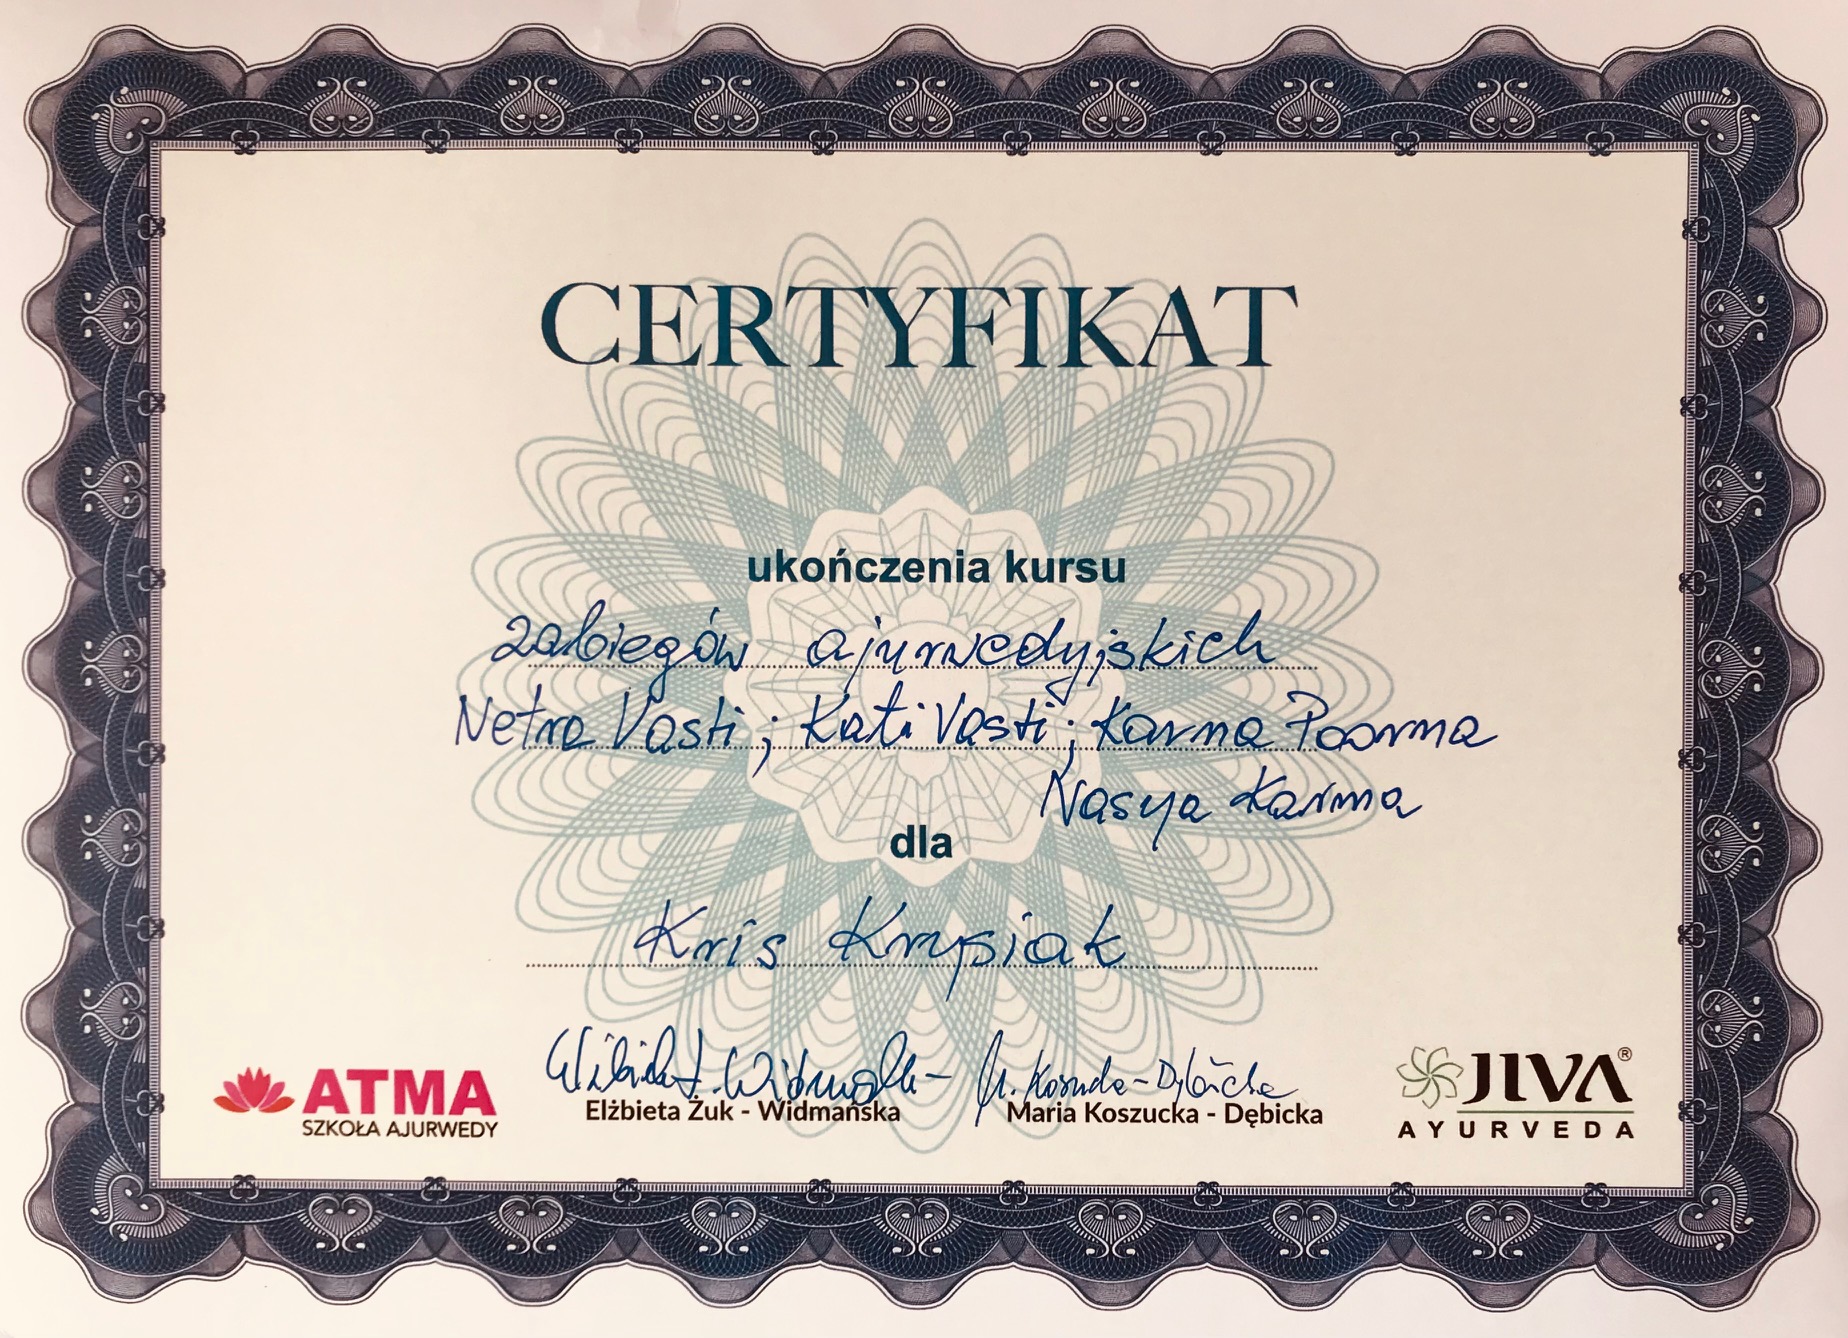 CERTYFIKAT
ukończenia kursu
zabiegów ajurwedyjskich
Netra Vasti ; Kati Vasti ; Karna Poorma
Nasya Karma
dla
Kris Krysiak
Elżbieta Żuk - Widmańska
Maria Koszucka - Dębicka
ATMA
SZKOŁA AJURWEDY
JIVA®
AYURVEDA